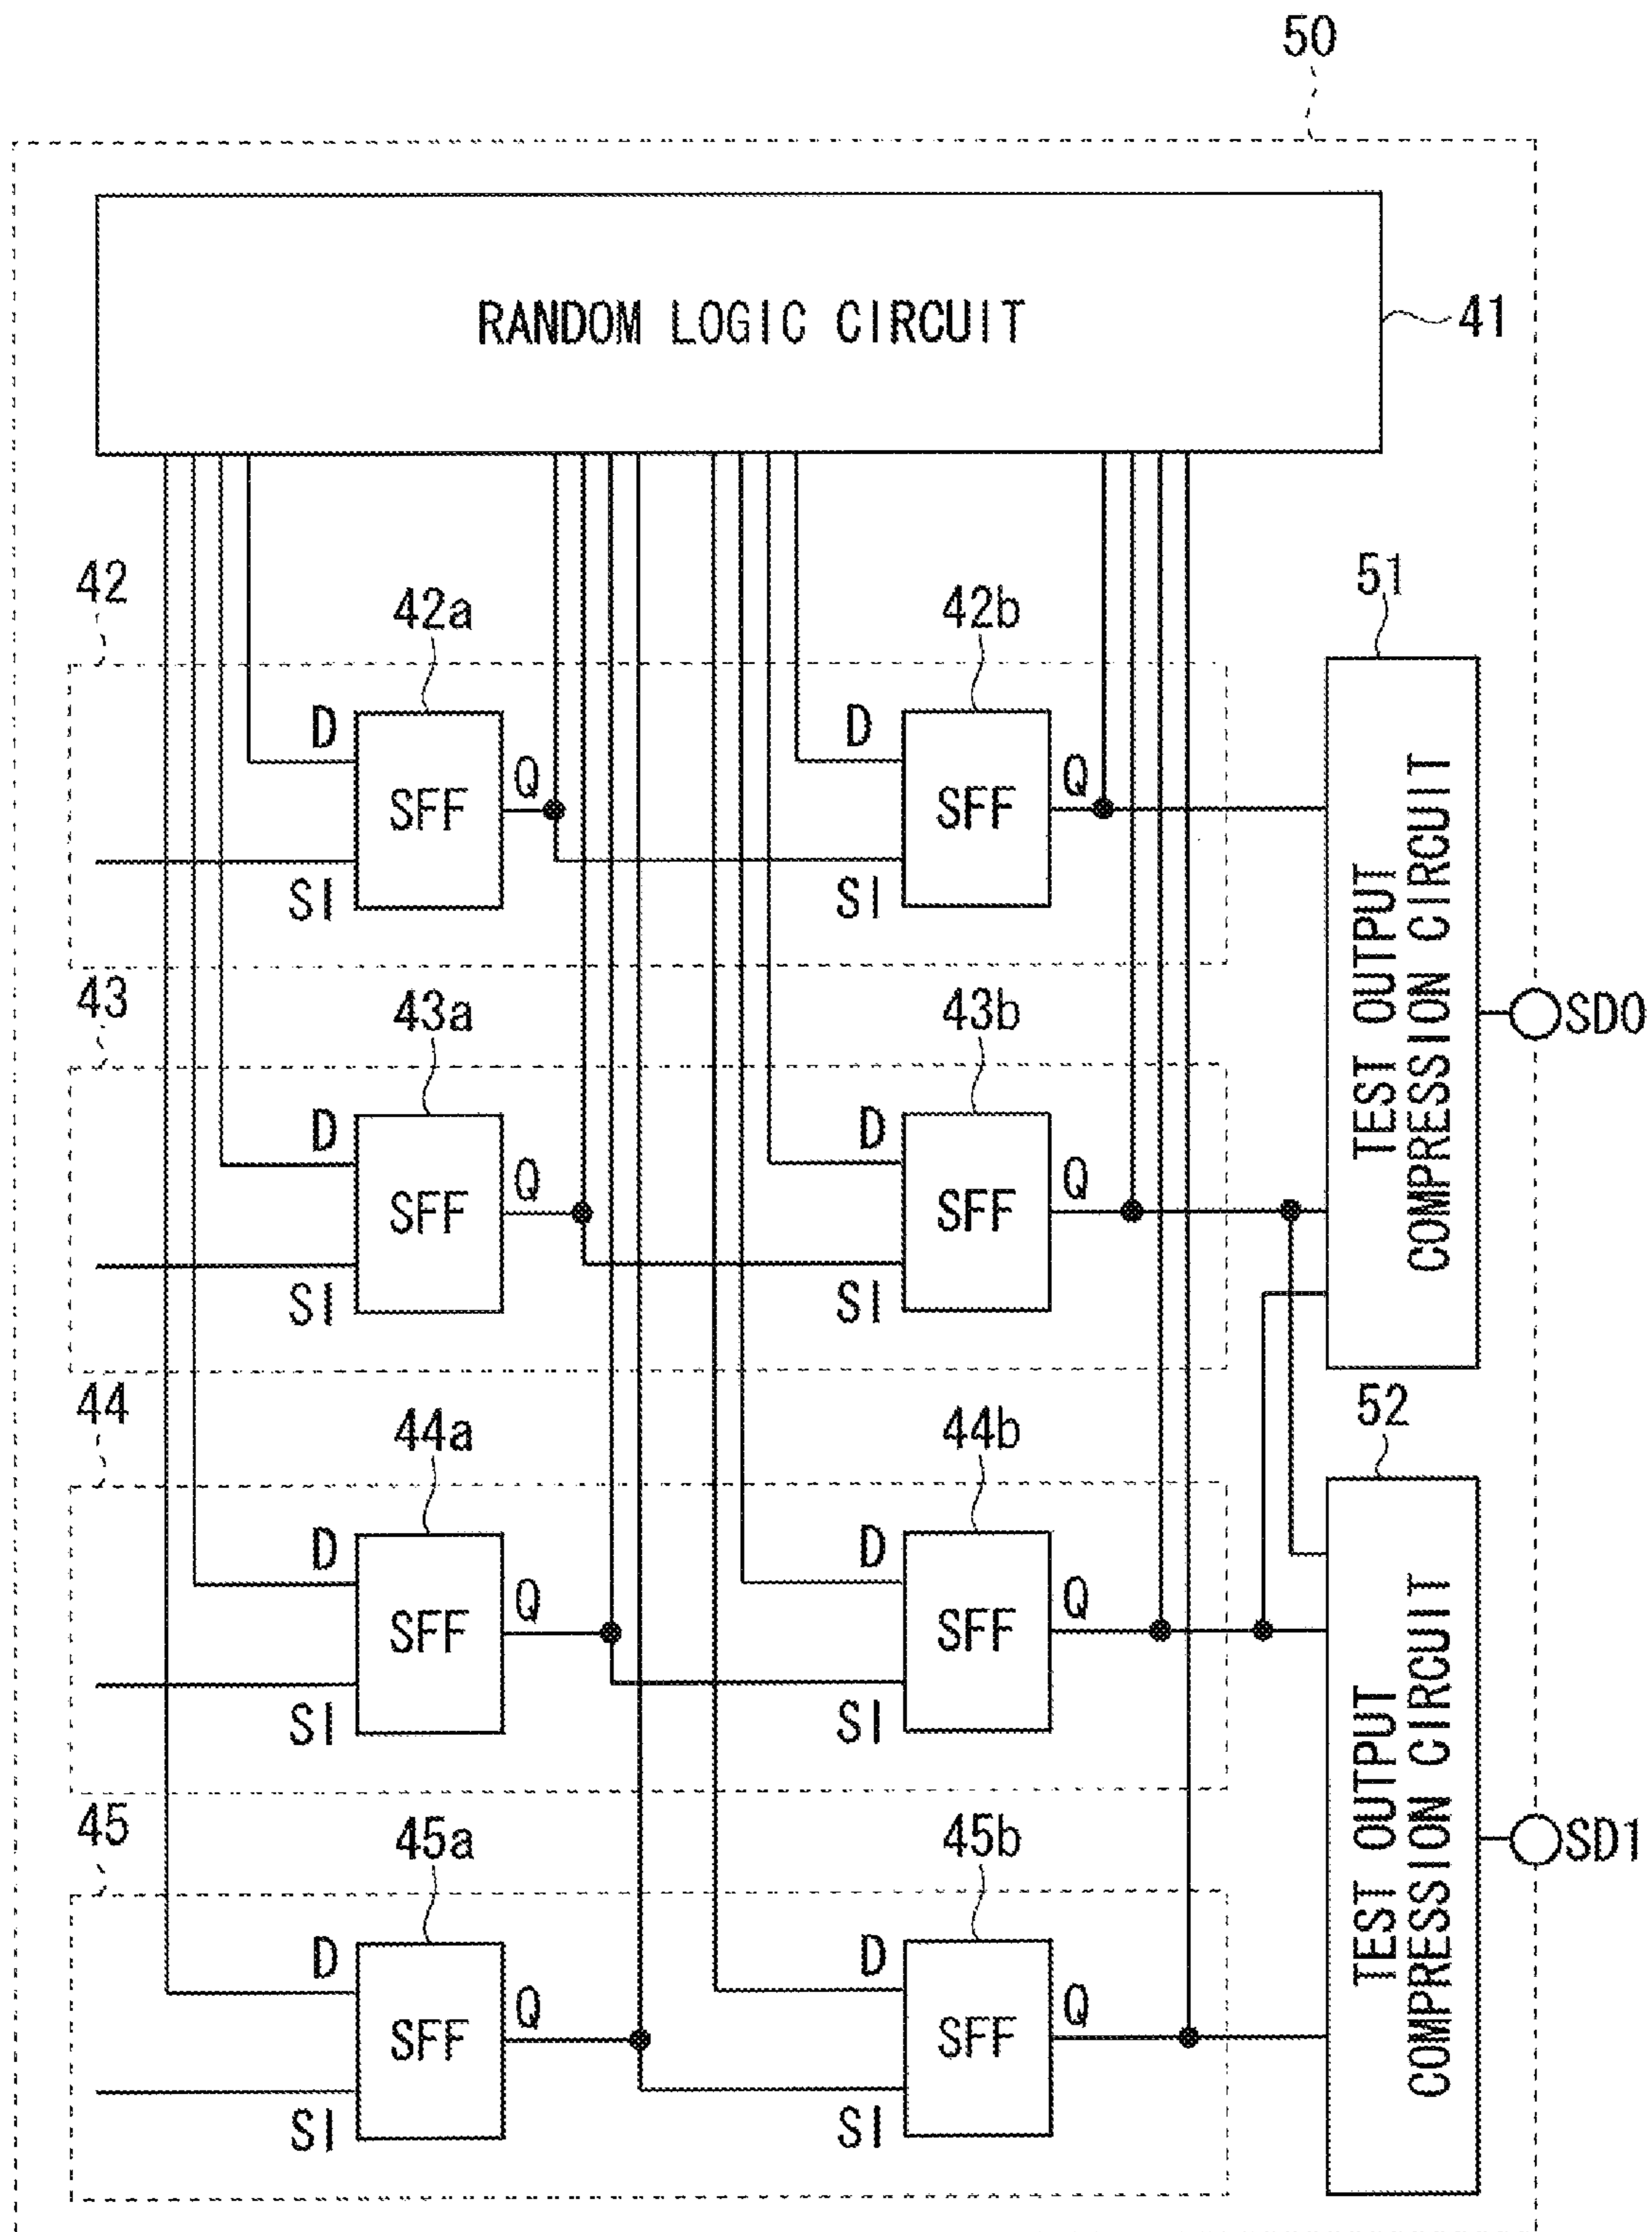 50
RANDOM LOGIC CIRCUIT
41
42
42a
42b
51
D
SFF
Q
SI
D
SFF
Q
SI
TEST OUTPUT
COMPRESSION CIRCUIT
SD0
43
43a
43b
D
SFF
Q
SI
D
SFF
Q
SI
44
44a
44b
52
D
SFF
Q
SI
D
SFF
Q
SI
TEST OUTPUT
COMPRESSION CIRCUIT
SD1
45
45a
45b
D
SFF
Q
SI
D
SFF
Q
SI